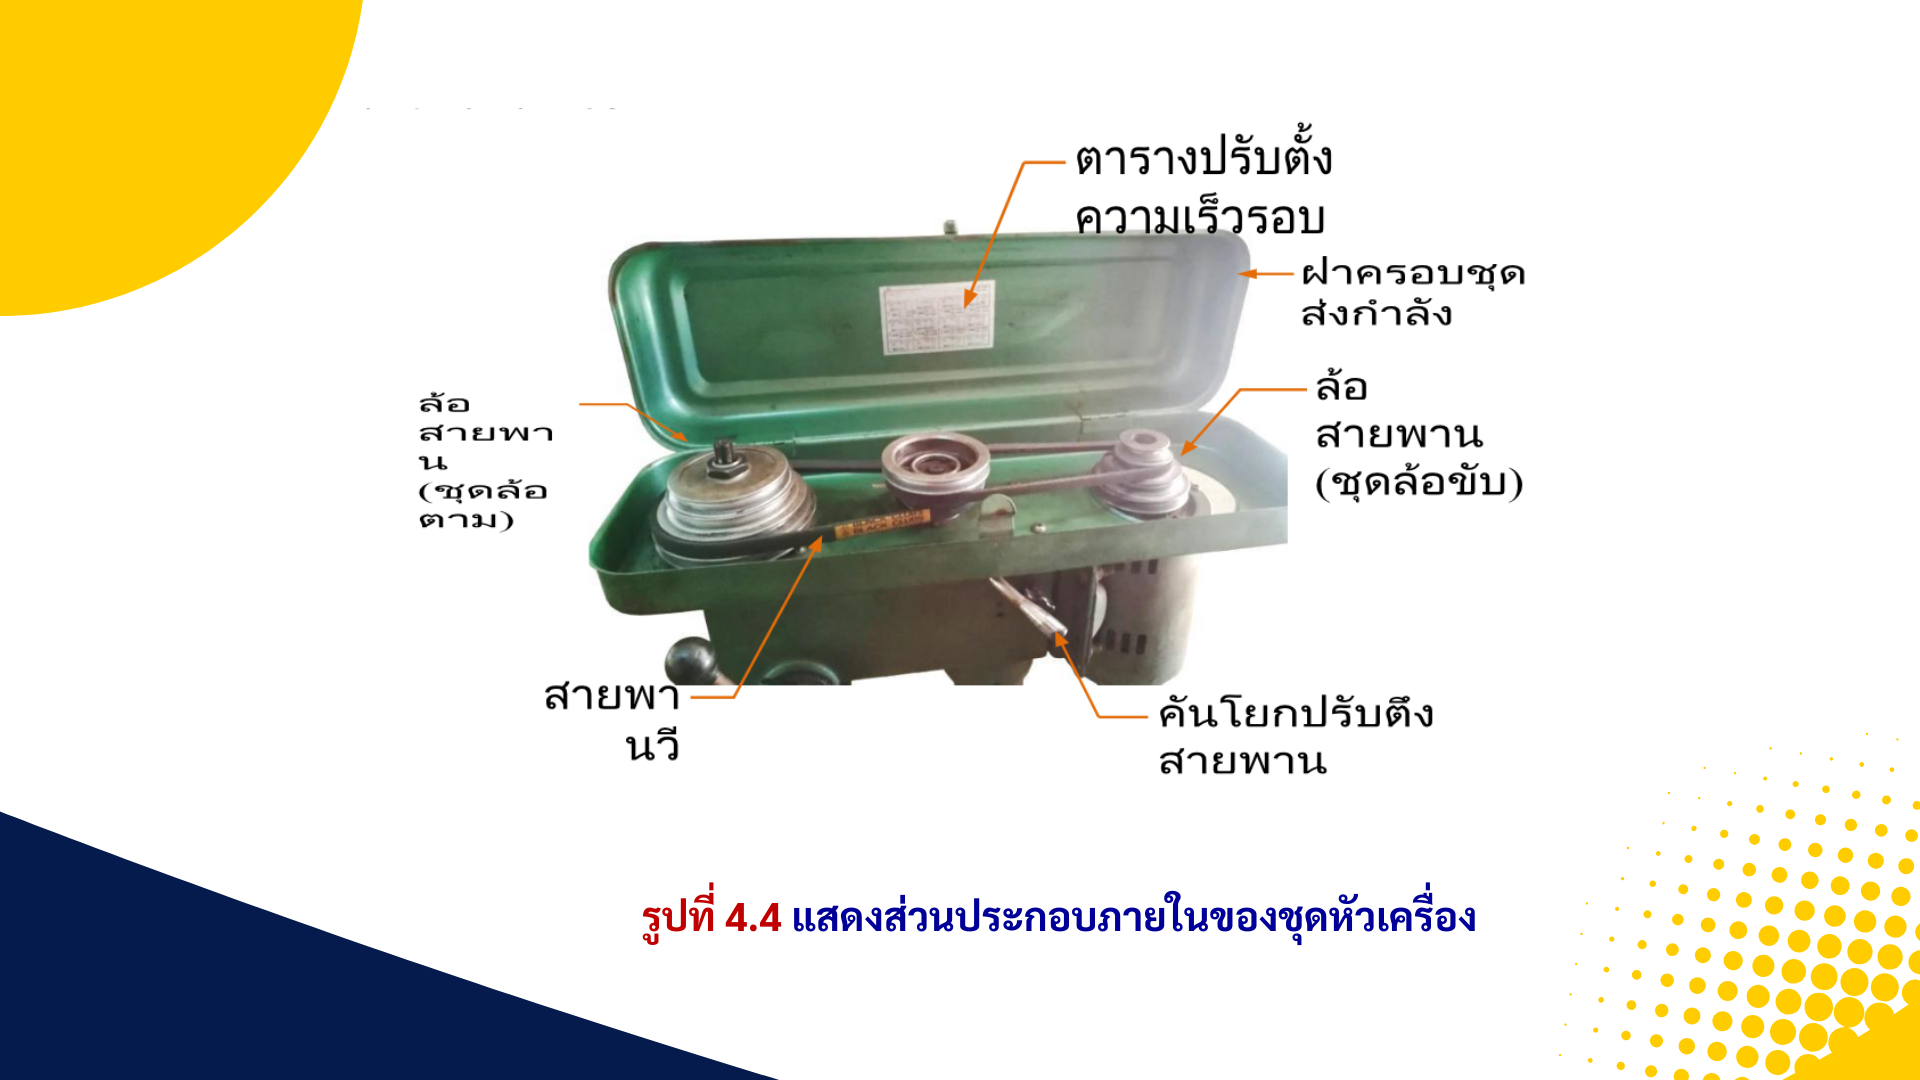 ตารางปรับตั้ง
ความเร็วรอบ
ฝาครอบชุด
ส่งกำลัง
ล้อ
สายพา
น
(ชุดล้อ
ตาม)
ล้อ
สายพาน
(ชุดล้อขับ)
สายพา
นวี
คันโยกปรับตึง
สายพาน
รูปที่ 4.4 แสดงส่วนประกอบภายในของชุดหัวเครื่อง